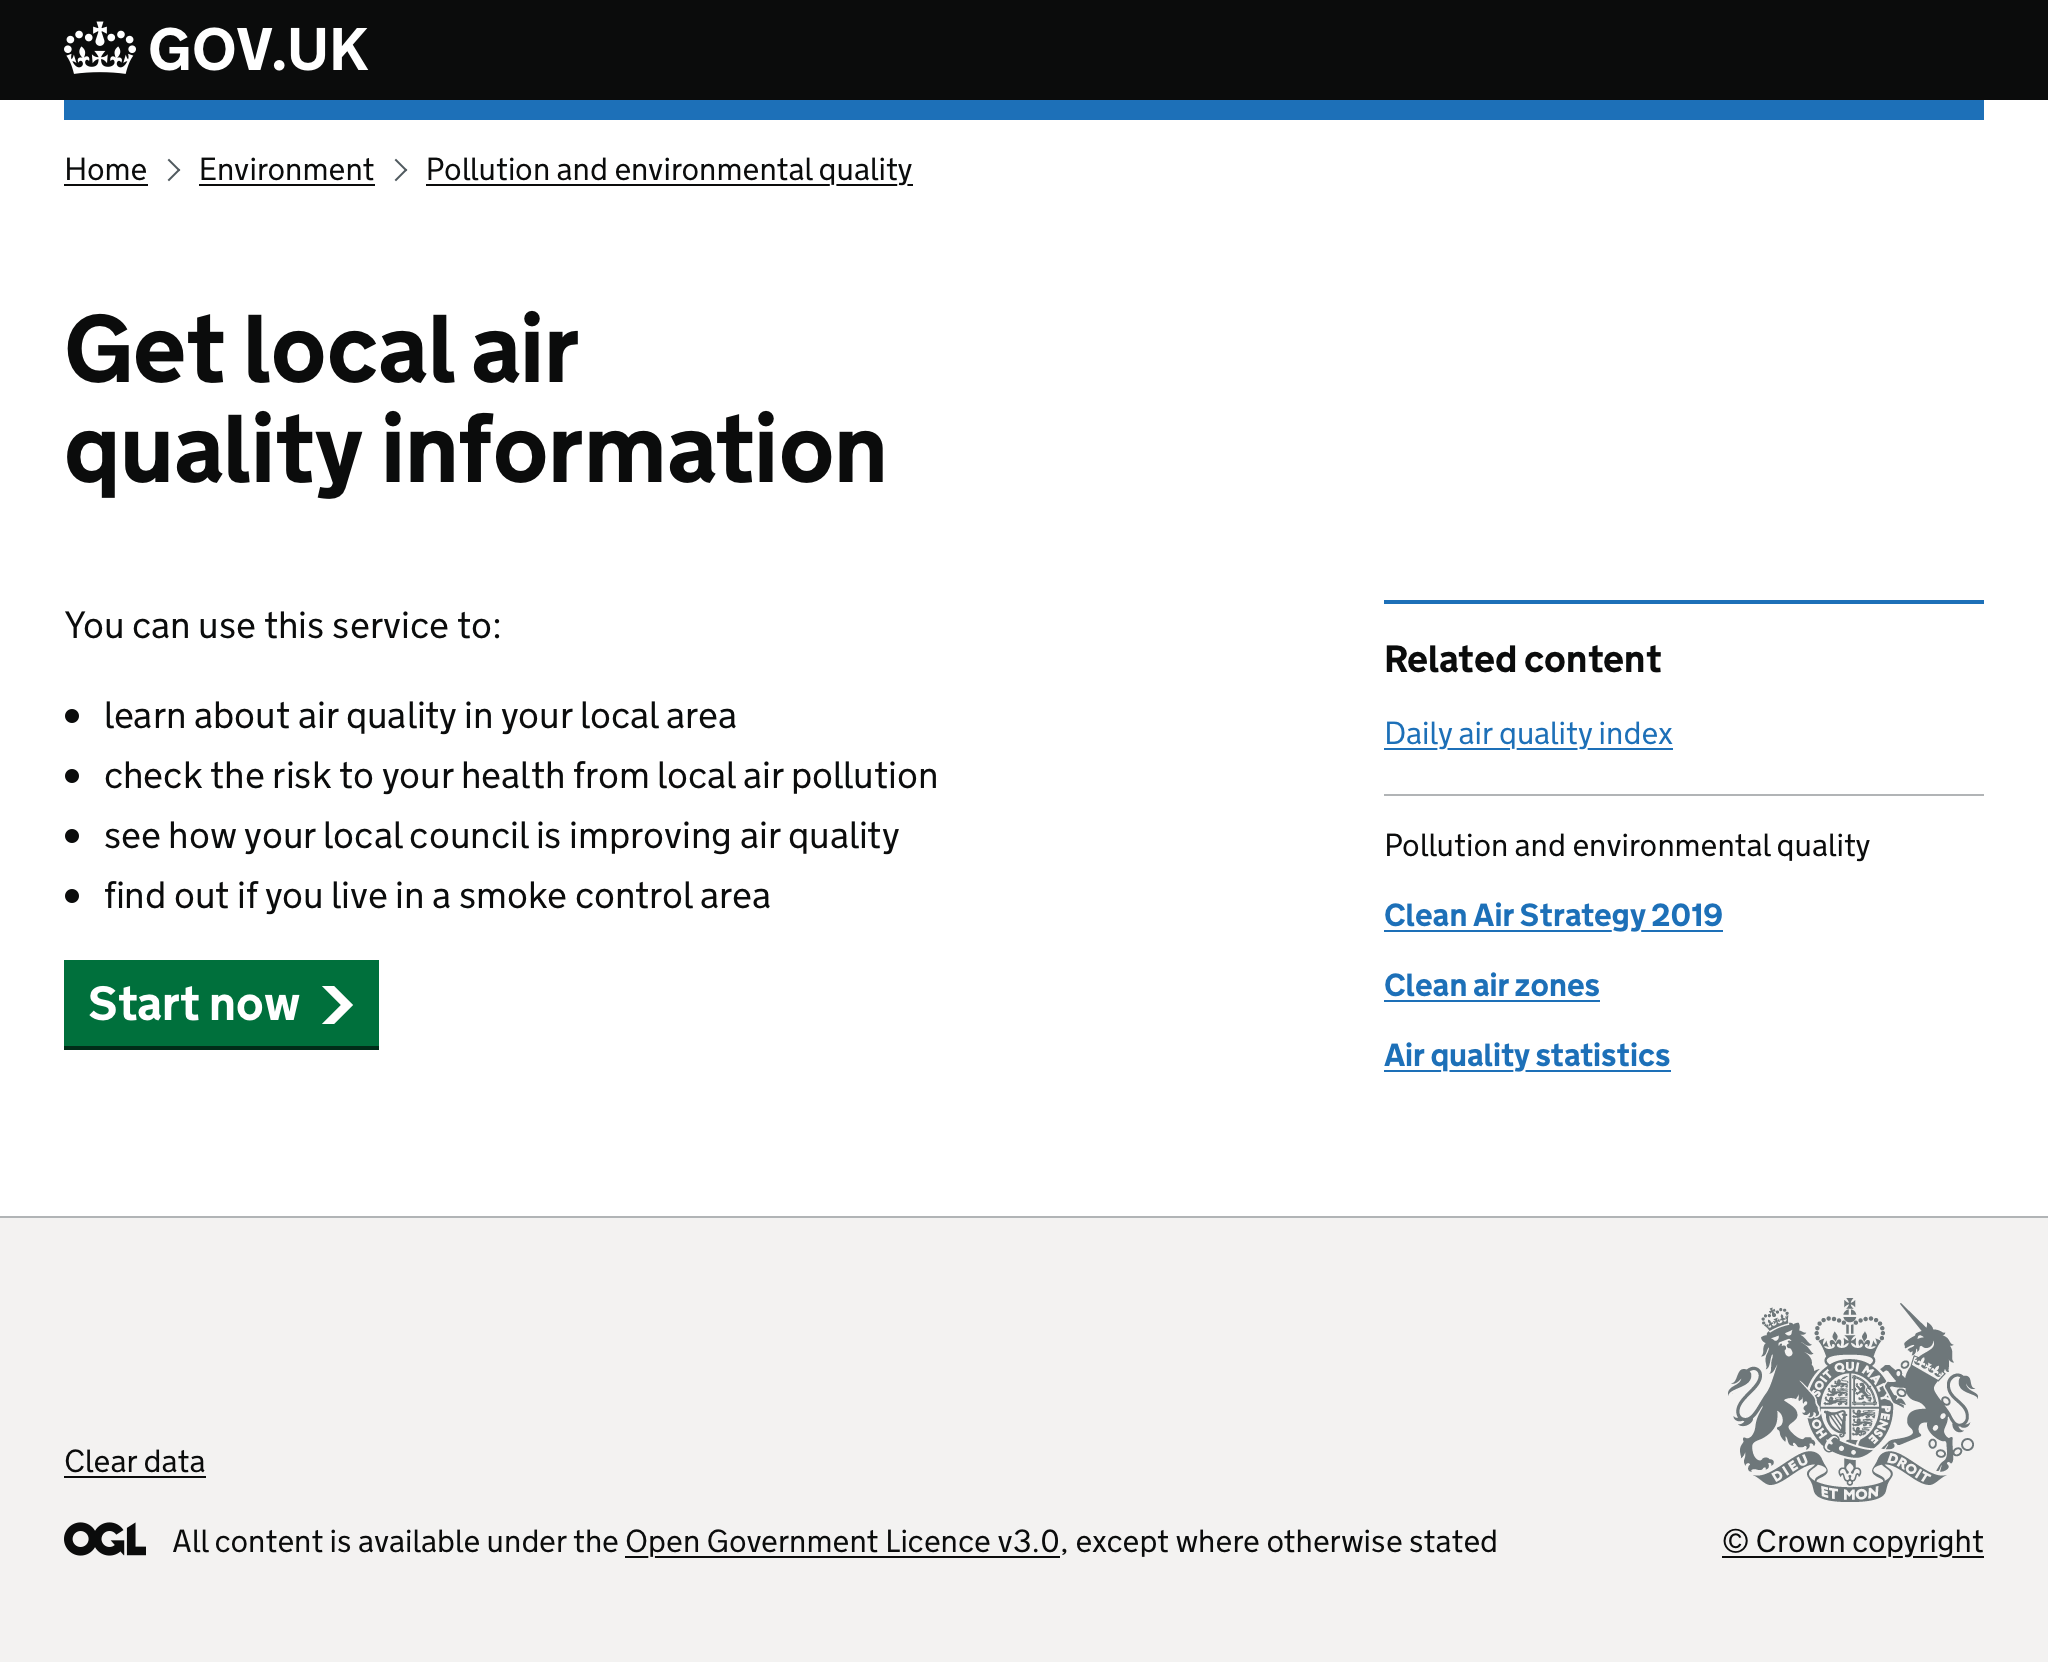 GOV.UK
Home
Environment
Pollution and environmental quality
Get local air
quality information
You can use this service to:
learn about air quality in your local area
check the risk to your health from local air pollution
see how your local council is improving air quality
find out if you live in a smoke control area
Start now
Related content
Daily air quality index
Pollution and environmental quality
Clean Air Strategy 2019
Clean air zones
Air quality statistics
SOIT QUI MAL Y PENSE
HO
DIEU ET MON DROIT
Clear data
OGL All content is available under the Open Government Licence v3.0, except where otherwise stated
© Crown copyright